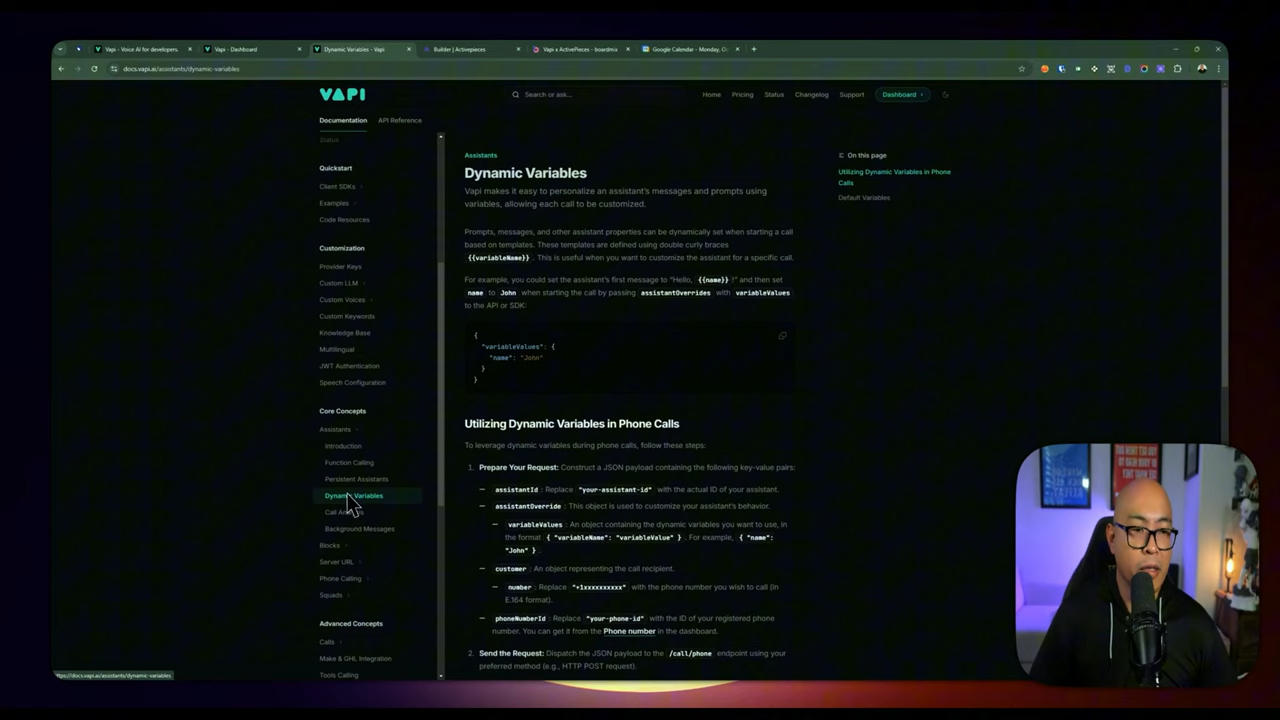 Vapi - Voice AI for developers.
Vapi - Dashboard
Dynamic Variables - Vapi
Builder | Activepieces
Vapi x ActivePieces - boardmix
Google Calendar - Monday, O
docs.vapi.ai/assistants/dynamic-variables
VAPI
Search or ask...
Home
Pricing
Status
Changelog
Support
Dashboard
Documentation
API Reference
Status
Quickstart
Client SDKs
Examples
Code Resources
Customization
Provider Keys
Custom LLM
Custom Voices
Custom Keywords
Knowledge Base
Multilingual
JWT Authentication
Speech Configuration
Core Concepts
Assistants
Introduction
Function Calling
Persistent Assistants
Dynamic Variables
Background Messages
Blocks
Server URL
Phone Calling
Squads
Advanced Concepts
Calls
Make & GHL Integration
Tools Calling
Assistants
Dynamic Variables
Vapi makes it easy to personalize an assistant's messages and prompts using
variables, allowing each call to be customized.
Prompts, messages, and other assistant properties can be dynamically set when starting a call
based on templates. These templates are defined using double curly braces
{{variableName}} . This is useful when you want to customize the assistant for a specific call.
For example, you could set the assistant's first message to "Hello, {{name}} !" and then set
name to John when starting the call by passing assistantOverrides with variableValues
to the API or SDK:
{
"variableValues": {
"name": "John"
}
}
Utilizing Dynamic Variables in Phone Calls
To leverage dynamic variables during phone calls, follow these steps:
1. Prepare Your Request: Construct a JSON payload containing the following key-value pairs:
– assistantId : Replace "your-assistant-id" with the actual ID of your assistant.
– assistantOverride : This object is used to customize your assistant's behavior.
– variableValues : An object containing the dynamic variables you want to use, in
the format { "variableName": "variableValue" } . For example, { "name":
"John" } .
– customer : An object representing the call recipient.
– number : Replace "+1xxxxxxxxxx" with the phone number you wish to call (in
E.164 format).
– phoneNumberId : Replace "your-phone-id" with the ID of your registered phone
number. You can get it from the Phone number in the dashboard.
2. Send the Request: Dispatch the JSON payload to the /call/phone endpoint using your
preferred method (e.g., HTTP POST request).
On this page
Utilizing Dynamic Variables in Phone
Calls
Default Variables
https://docs.vapi.ai/assistants/dynamic-variables